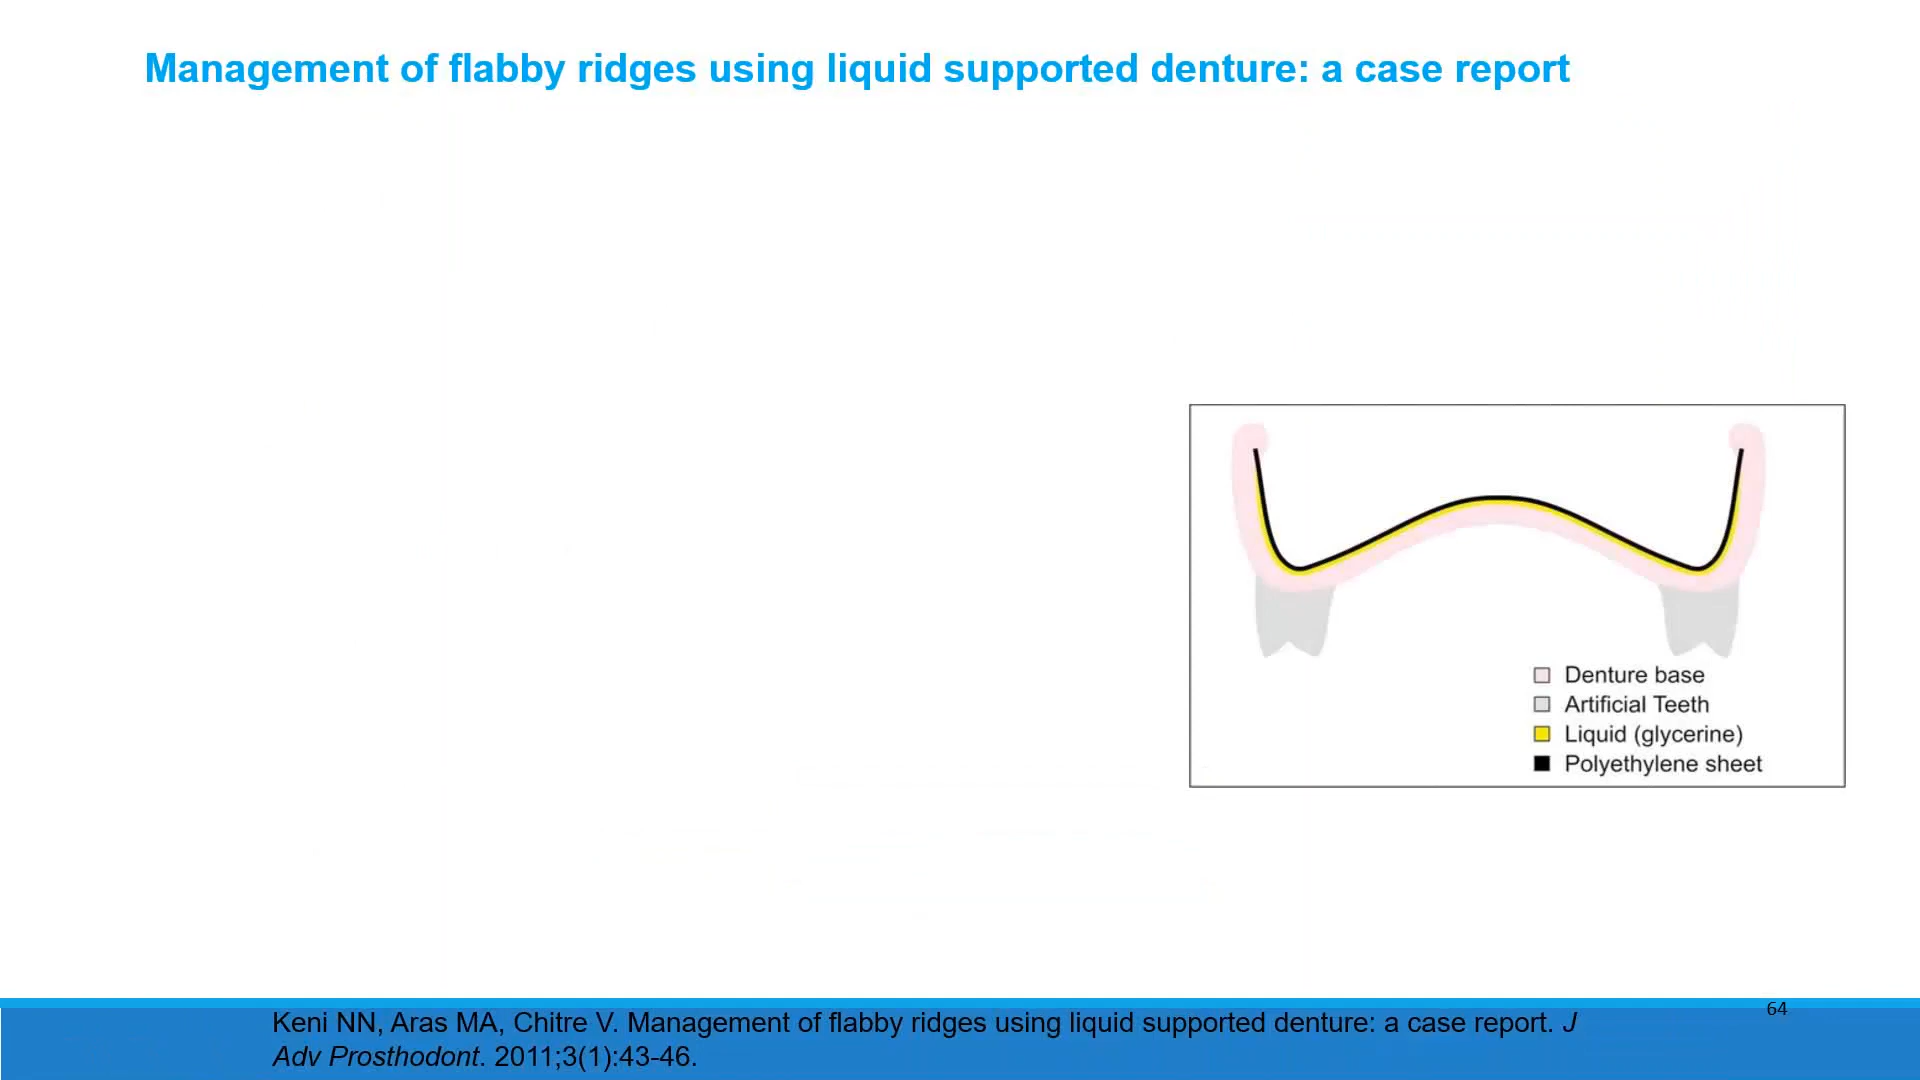 Management of flabby ridges using liquid supported denture: a case report
Denture base
Artificial Teeth
Liquid (glycerine)
Polyethylene sheet
64
Keni NN, Aras MA, Chitre V. Management of flabby ridges using liquid supported denture: a case report. J
Adv Prosthodont. 2011;3(1):43-46.